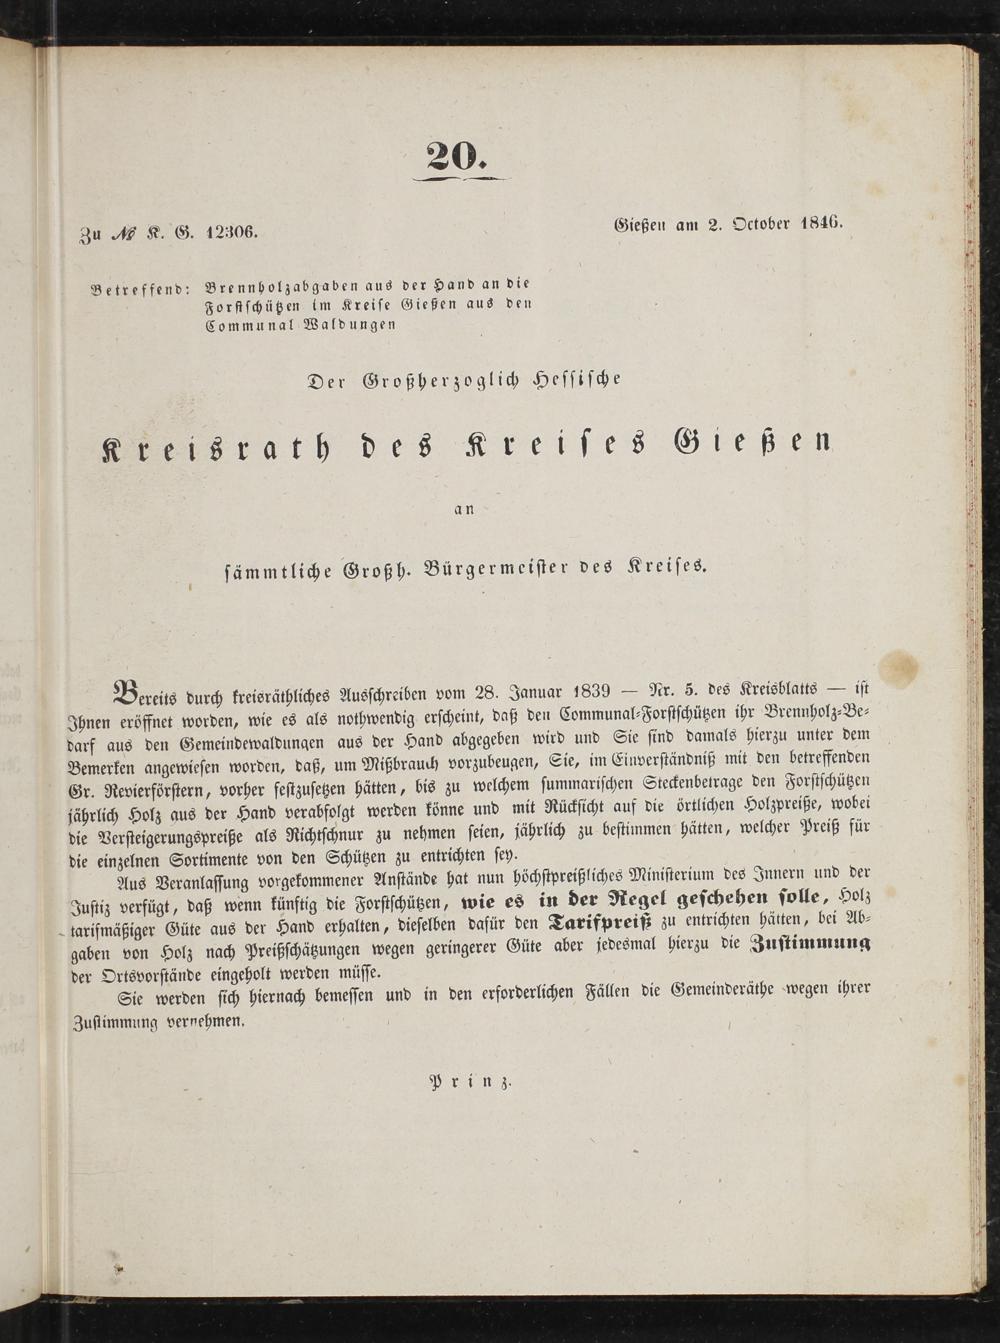 20.
Zu № K. G. 12306.
Gießen am 2. October 1846.
Betreffend: Brennholzabgaben aus der Hand an die
Forstschützen im Kreise Gießen aus den
Communal Waldungen
Der Großherzoglich Hessische
Kreisrath des Kreises Gießen
an
sämmtliche Großh. Bürgermeister des Kreises.
Bereits durch kreisräthliches Ausschreiben vom 28. Januar 1839 — Nr. 5. des Kreisblatts — ist
Ihnen eröffnet worden, wie es als nothwendig erscheint, daß den Communal-Forstschützen ihr Brennholz-Be-
darf aus den Gemeindewaldungen aus der Hand abgegeben wird und Sie sind damals hierzu unter dem
Bemerken angewiesen worden, daß, um Mißbrauch vorzubeugen, Sie, im Einverständniß mit den betreffenden
Gr. Revierförstern, vorher festzusetzen hätten, bis zu welchem summarischen Steckenbetrage den Forstschützen
jährlich Holz aus der Hand verabfolgt werden könne und mit Rücksicht auf die örtlichen Holzpreiße, wobei
die Versteigerungspreiße als Richtschnur zu nehmen seien, jährlich zu bestimmen hätten, welcher Preiß für
die einzelnen Sortimente von den Schützen zu entrichten sey.
Aus Veranlassung vorgekommener Anstände hat nun höchstpreißliches Ministerium des Innern und der
Justiz verfügt, daß wenn künftig die Forstschützen, wie es in der Regel geschehen solle, Holz
tarifmäßiger Güte aus der Hand erhalten, dieselben dafür den Tarifpreiß zu entrichten hätten, bei Ab-
gaben von Holz nach Preißschätzungen wegen geringerer Güte aber jedesmal hierzu die Zustimmung
der Ortsvorstände eingeholt werden müsse.
Sie werden sich hiernach bemessen und in den erforderlichen Fällen die Gemeinderäthe wegen ihrer
Zustimmung vernehmen.
Prinz.